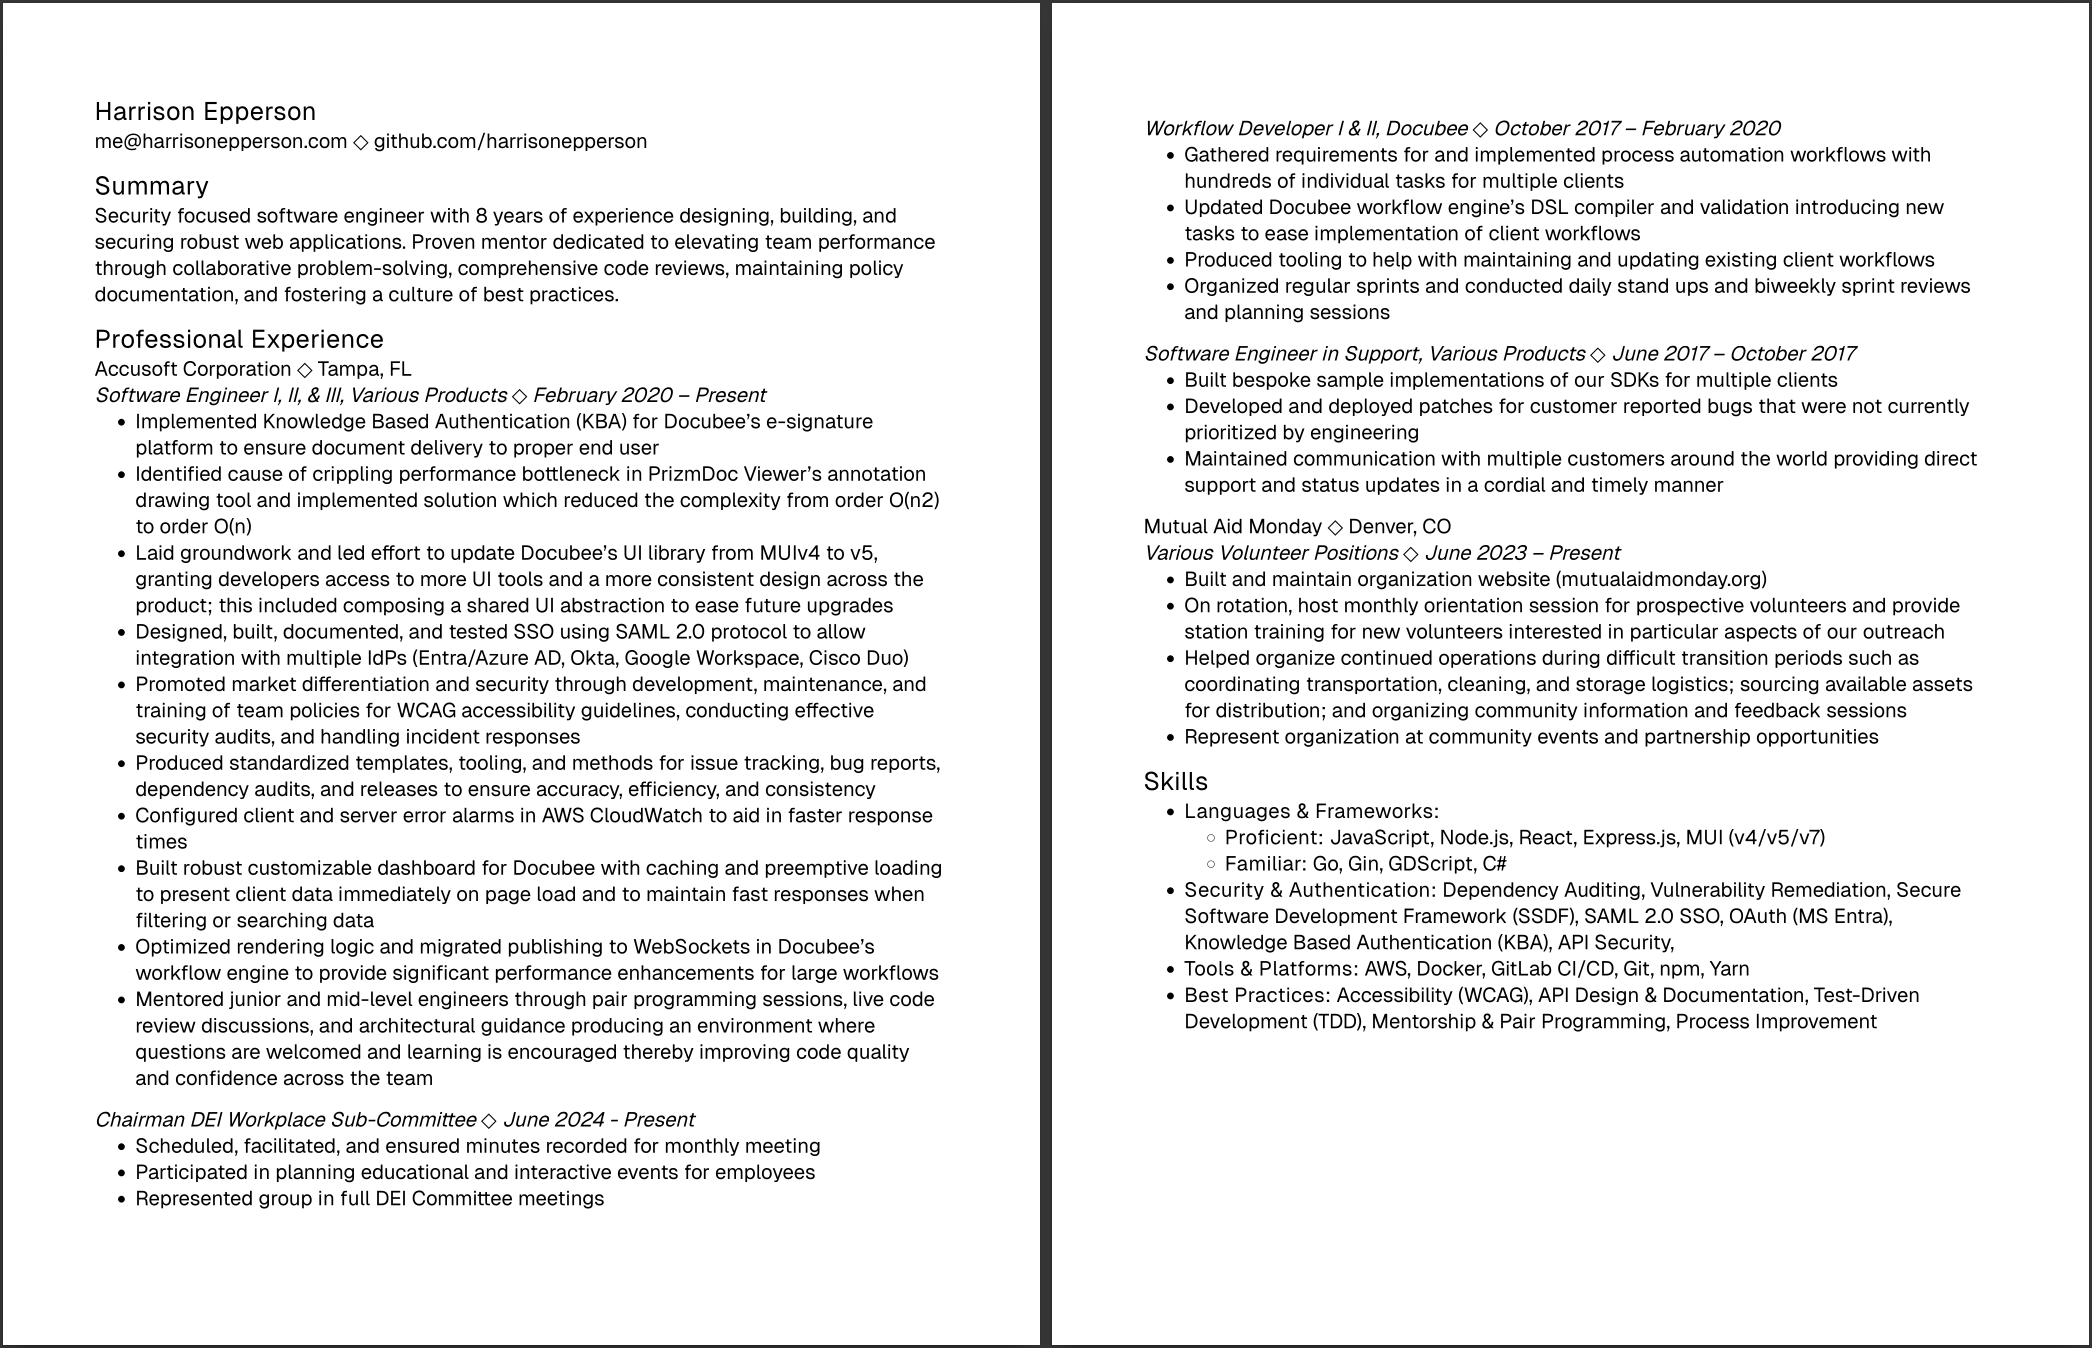 Harrison Epperson
me@harrisonepperson.com ◇ github.com/harrisonepperson
Summary
Security focused software engineer with 8 years of experience designing, building, and
securing robust web applications. Proven mentor dedicated to elevating team performance
through collaborative problem-solving, comprehensive code reviews, maintaining policy
documentation, and fostering a culture of best practices.
Professional Experience
Accusoft Corporation ◇ Tampa, FL
Software Engineer I, II, & III, Various Products ◇ February 2020 – Present
• Implemented Knowledge Based Authentication (KBA) for Docubee’s e-signature
platform to ensure document delivery to proper end user
• Identified cause of crippling performance bottleneck in PrizmDoc Viewer’s annotation
drawing tool and implemented solution which reduced the complexity from order O(n2)
to order O(n)
• Laid groundwork and led effort to update Docubee’s UI library from MUIv4 to v5,
granting developers access to more UI tools and a more consistent design across the
product; this included composing a shared UI abstraction to ease future upgrades
• Designed, built, documented, and tested SSO using SAML 2.0 protocol to allow
integration with multiple IdPs (Entra/Azure AD, Okta, Google Workspace, Cisco Duo)
• Promoted market differentiation and security through development, maintenance, and
training of team policies for WCAG accessibility guidelines, conducting effective
security audits, and handling incident responses
• Produced standardized templates, tooling, and methods for issue tracking, bug reports,
dependency audits, and releases to ensure accuracy, efficiency, and consistency
• Configured client and server error alarms in AWS CloudWatch to aid in faster response
times
• Built robust customizable dashboard for Docubee with caching and preemptive loading
to present client data immediately on page load and to maintain fast responses when
filtering or searching data
• Optimized rendering logic and migrated publishing to WebSockets in Docubee’s
workflow engine to provide significant performance enhancements for large workflows
• Mentored junior and mid-level engineers through pair programming sessions, live code
review discussions, and architectural guidance producing an environment where
questions are welcomed and learning is encouraged thereby improving code quality
and confidence across the team
Chairman DEI Workplace Sub-Committee ◇ June 2024 - Present
• Scheduled, facilitated, and ensured minutes recorded for monthly meeting
• Participated in planning educational and interactive events for employees
• Represented group in full DEI Committee meetings
Workflow Developer I & II, Docubee ◇ October 2017 – February 2020
• Gathered requirements for and implemented process automation workflows with
hundreds of individual tasks for multiple clients
• Updated Docubee workflow engine’s DSL compiler and validation introducing new
tasks to ease implementation of client workflows
• Produced tooling to help with maintaining and updating existing client workflows
• Organized regular sprints and conducted daily stand ups and biweekly sprint reviews
and planning sessions
Software Engineer in Support, Various Products ◇ June 2017 – October 2017
• Built bespoke sample implementations of our SDKs for multiple clients
• Developed and deployed patches for customer reported bugs that were not currently
prioritized by engineering
• Maintained communication with multiple customers around the world providing direct
support and status updates in a cordial and timely manner
Mutual Aid Monday ◇ Denver, CO
Various Volunteer Positions ◇ June 2023 – Present
• Built and maintain organization website (mutualaidmonday.org)
• On rotation, host monthly orientation session for prospective volunteers and provide
station training for new volunteers interested in particular aspects of our outreach
• Helped organize continued operations during difficult transition periods such as
coordinating transportation, cleaning, and storage logistics; sourcing available assets
for distribution; and organizing community information and feedback sessions
• Represent organization at community events and partnership opportunities
Skills
• Languages & Frameworks:
○ Proficient: JavaScript, Node.js, React, Express.js, MUI (v4/v5/v7)
○ Familiar: Go, Gin, GDScript, C#
• Security & Authentication: Dependency Auditing, Vulnerability Remediation, Secure
Software Development Framework (SSDF), SAML 2.0 SSO, OAuth (MS Entra),
Knowledge Based Authentication (KBA), API Security,
• Tools & Platforms: AWS, Docker, GitLab CI/CD, Git, npm, Yarn
• Best Practices: Accessibility (WCAG), API Design & Documentation, Test-Driven
Development (TDD), Mentorship & Pair Programming, Process Improvement